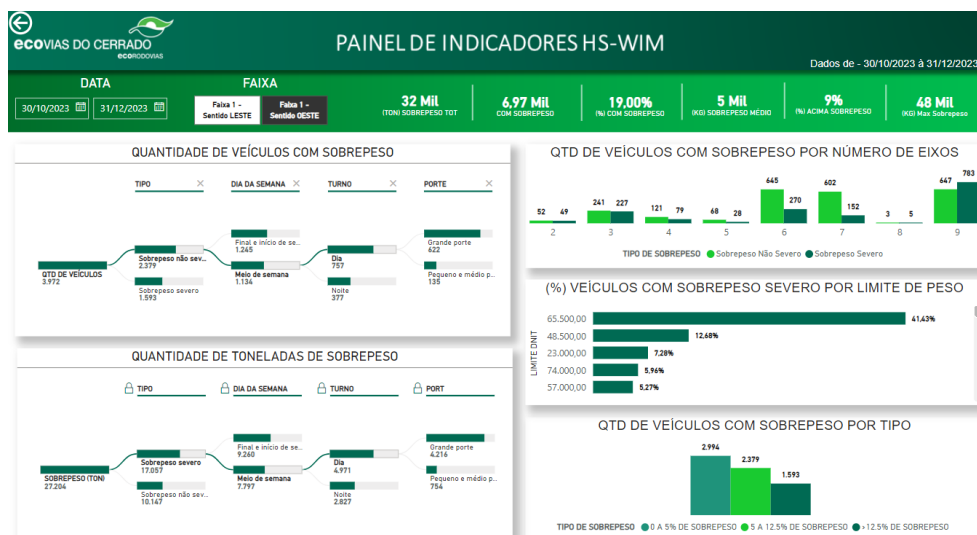 ecoVIAS DO CERRADO
ECORODOVIAS
PAINEL DE INDICADORES HS-WIM
Dados de - 30/10/2023 à 31/12/2023
DATA
30/10/2023 31/12/2023
FAIXA
Faixa 1 -
Sentido LESTE
Faixa 1 -
Sentido OESTE
32 Mil
(TON) SOBREPESO TOT
6,97 Mil
COM SOBREPESO
19,00%
(%) COM SOBREPESO
5 Mil
(KG) SOBREPESO MÉDIO
9%
(%) ACIMA SOBREPESO
48 Mil
(KG) Max Sobrepeso
QUANTIDADE DE VEÍCULOS COM SOBREPESO
TIPO
DIA DA SEMANA
TURNO
PORTE
QTD DE VEÍCULOS
3.972
Sobrepeso não sev...
2.379
Sobrepeso severo
1.593
Final e início de se...
1.245
Meio de semana
1.134
Dia
757
Noite
377
Grande porte
622
Pequeno e médio p...
135
QUANTIDADE DE TONELADAS DE SOBREPESO
TIPO
DIA DA SEMANA
TURNO
PORT
SOBREPESO (TON)
27.204
Sobrepeso severo
17.057
Sobrepeso não sev...
10.147
Final e início de se...
9.260
Meio de semana
7.797
Dia
4.971
Noite
2.827
Grande porte
4.216
Pequeno e médio p...
754
QTD DE VEÍCULOS COM SOBREPESO POR NÚMERO DE EIXOS
52 49 241 227 121 79 68 28 645 270 602 152 3 5 647 783
2 3 4 5 6 7 8 9
TIPO DE SOBREPESO Sobrepeso Não Severo Sobrepeso Severo
(%) VEÍCULOS COM SOBREPESO SEVERO POR LIMITE DE PESO
LIMITE DNIT
65.500,00 41,43%
48.500,00 12,68%
23.000,00 7,28%
74.000,00 5,96%
57.000,00 5,27%
QTD DE VEÍCULOS COM SOBREPESO POR TIPO
2.994
2.379
1.593
TIPO DE SOBREPESO 0 A 5% DE SOBREPESO 5 A 12.5% DE SOBREPESO >12.5% DE SOBREPESO